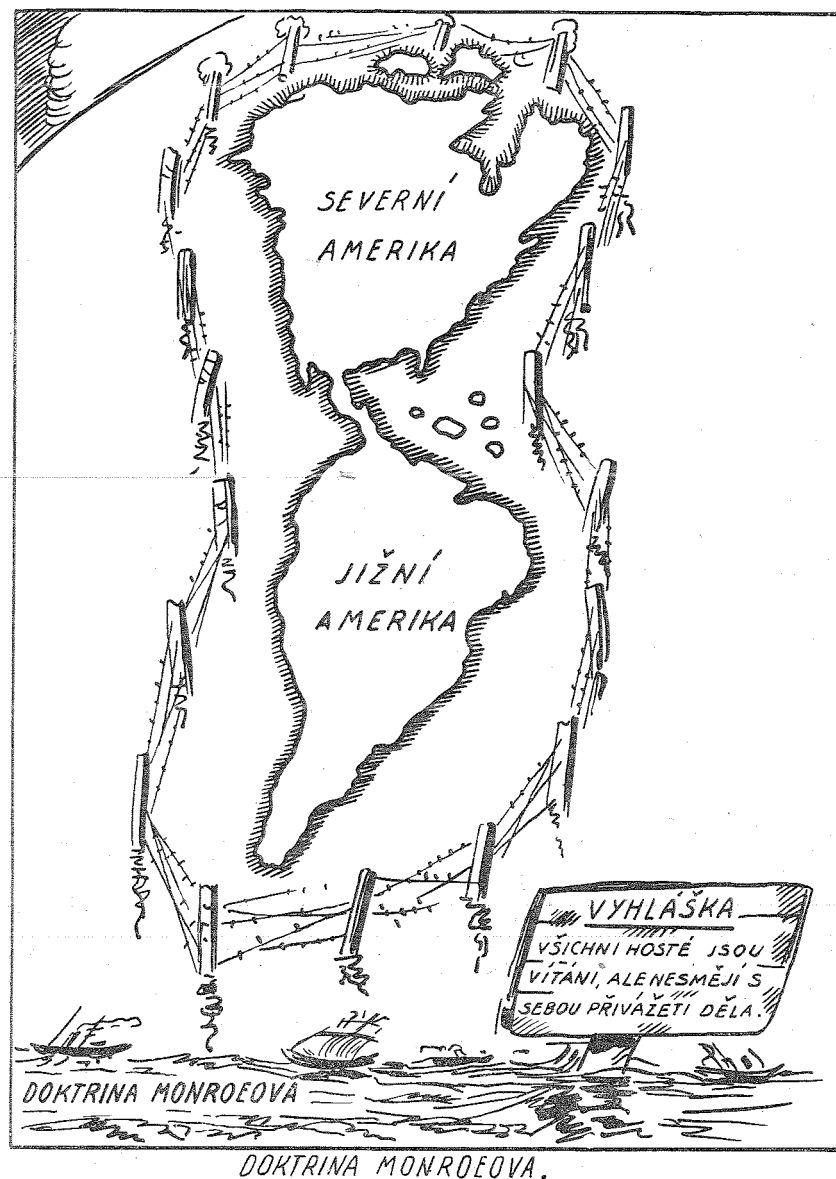 SEVERNÍ
AMERIKA
JIŽNÍ
AMERIKA
VYHLÁŠKA
VŠICHNI HOSTÉ JSOU
VÍTÁNI, ALE NESMĚJÍ S
SEBOU PŘIVÁŽETI DĚLA.
DOKTRINA MONROEOVA
DOKTRINA MONROEOVA.